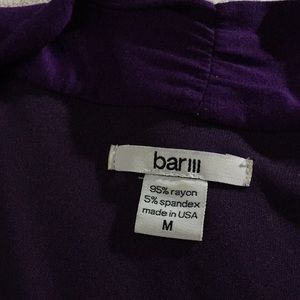 bar III
95% rayon
5% spandex
made in USA
M